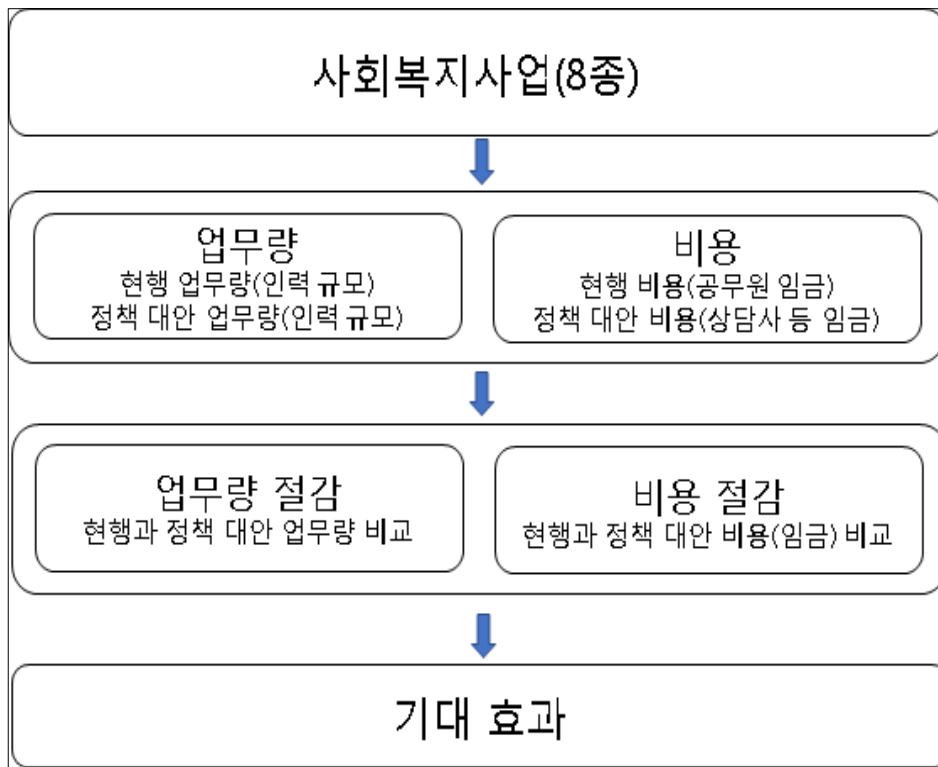 사회복지사업(8종)
업무량
현행 업무량(인력 규모)
정책 대안 업무량(인력 규모)
비용
현행 비용(공무원 임금)
정책 대안 비용(상담사 등 임금)
업무량 절감
현행과 정책 대안 업무량 비교
비용 절감
현행과 정책 대안 비용(임금) 비교
기대 효과